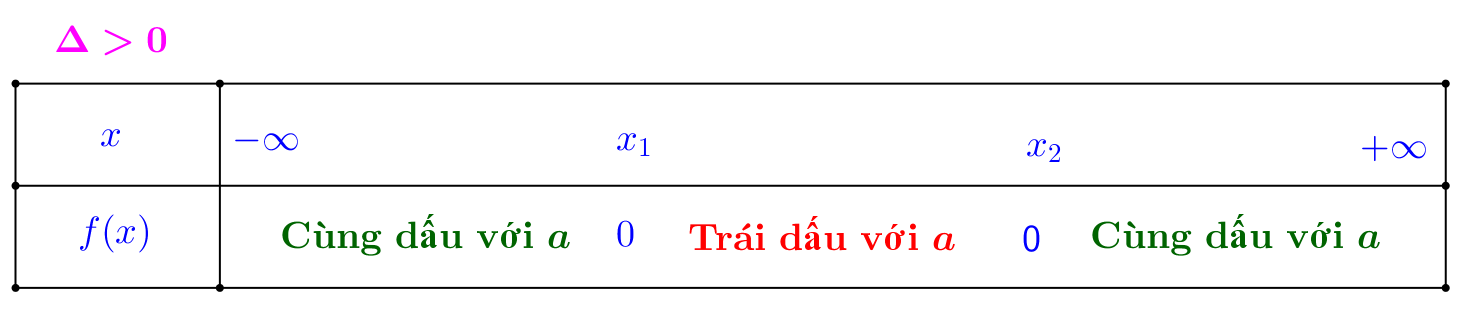 Δ > 0
x −∞ x₁ x₂ +∞
f(x) Cùng dấu với a 0 Trái dấu với a 0 Cùng dấu với a